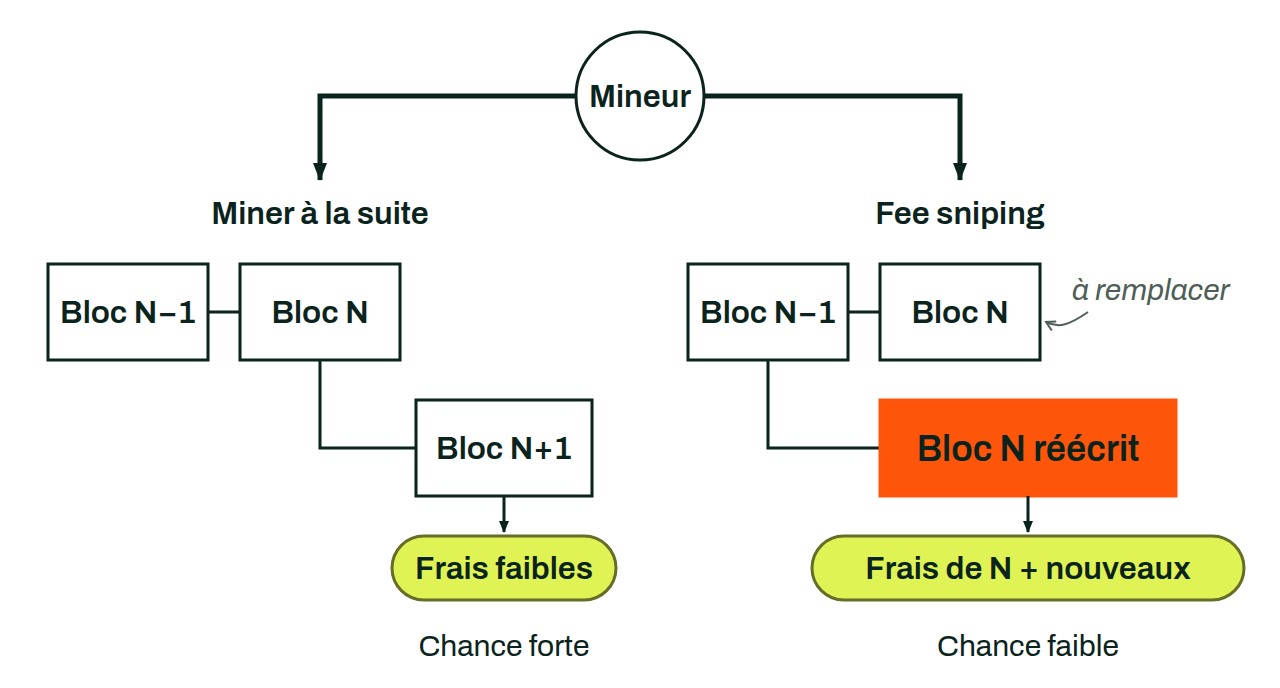 Mineur
Miner à la suite
Fee sniping
Bloc N−1
Bloc N
Bloc N−1
Bloc N
à remplacer
Bloc N+1
Bloc N réécrit
Frais faibles
Frais de N + nouveaux
Chance forte
Chance faible